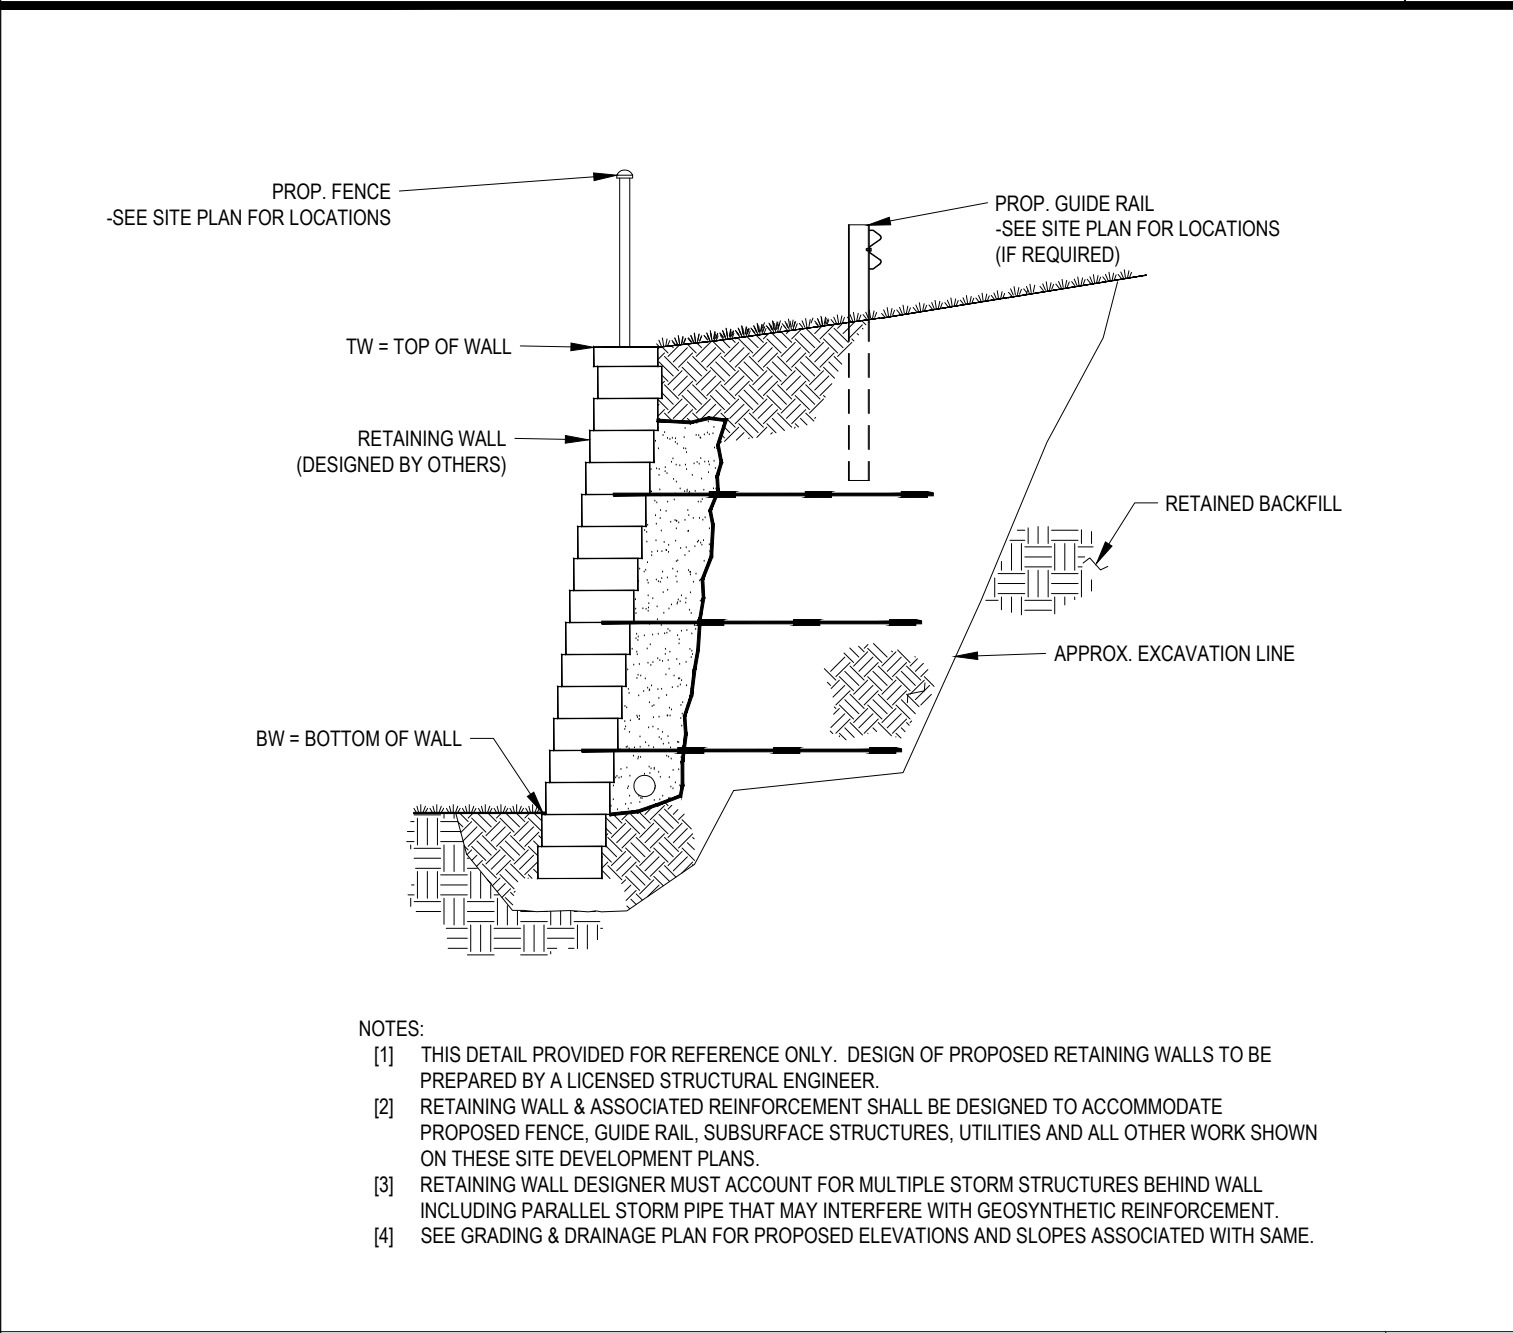 PROP. FENCE
-SEE SITE PLAN FOR LOCATIONS
PROP. GUIDE RAIL
-SEE SITE PLAN FOR LOCATIONS
(IF REQUIRED)
TW = TOP OF WALL
RETAINING WALL
(DESIGNED BY OTHERS)
RETAINED BACKFILL
APPROX. EXCAVATION LINE
BW = BOTTOM OF WALL
NOTES:
[1] THIS DETAIL PROVIDED FOR REFERENCE ONLY. DESIGN OF PROPOSED RETAINING WALLS TO BE
PREPARED BY A LICENSED STRUCTURAL ENGINEER.
[2] RETAINING WALL & ASSOCIATED REINFORCEMENT SHALL BE DESIGNED TO ACCOMMODATE
PROPOSED FENCE, GUIDE RAIL, SUBSURFACE STRUCTURES, UTILITIES AND ALL OTHER WORK SHOWN
ON THESE SITE DEVELOPMENT PLANS.
[3] RETAINING WALL DESIGNER MUST ACCOUNT FOR MULTIPLE STORM STRUCTURES BEHIND WALL
INCLUDING PARALLEL STORM PIPE THAT MAY INTERFERE WITH GEOSYNTHETIC REINFORCEMENT.
[4] SEE GRADING & DRAINAGE PLAN FOR PROPOSED ELEVATIONS AND SLOPES ASSOCIATED WITH SAME.